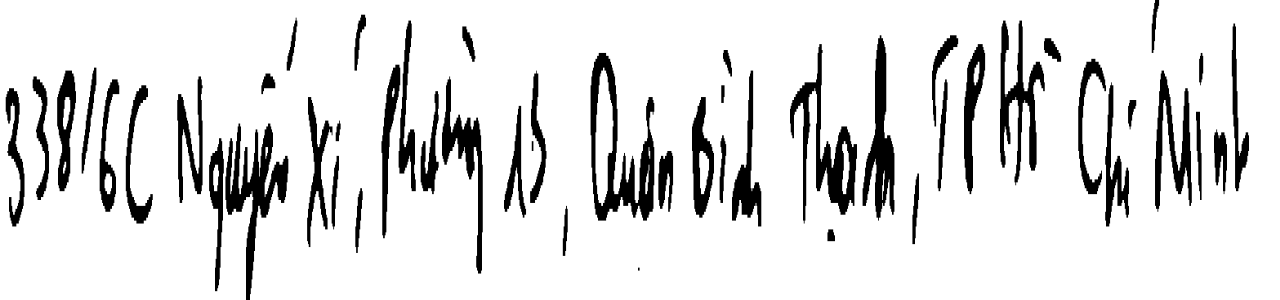 338/6C Nguyễn Xí, Phường 13, Quận Bình Thạnh, TP Hồ Chí Minh